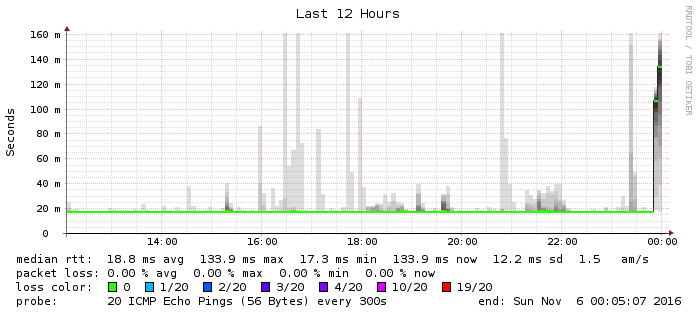 Last 12 Hours
RRDTOOL / TOBI OETIKER
Seconds
160 m
140 m
120 m
100 m
80 m
60 m
40 m
20 m
0
14:00 16:00 18:00 20:00 22:00 00:00
median rtt: 18.8 ms avg 133.9 ms max 17.3 ms min 133.9 ms now 12.2 ms sd 1.5 am/s
packet loss: 0.00 % avg 0.00 % max 0.00 % min 0.00 % now
loss color: 0 1/20 2/20 3/20 4/20 10/20 19/20
probe: 20 ICMP Echo Pings (56 Bytes) every 300s end: Sun Nov 6 00:05:07 2016